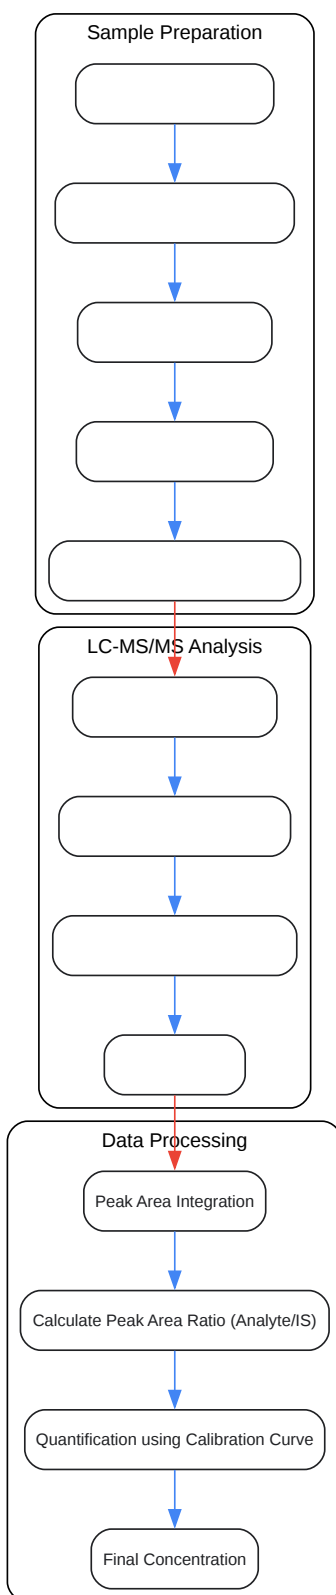 Sample Preparation
LC-MS/MS Analysis
Data Processing
Peak Area Integration
Calculate Peak Area Ratio (Analyte/IS)
Quantification using Calibration Curve
Final Concentration